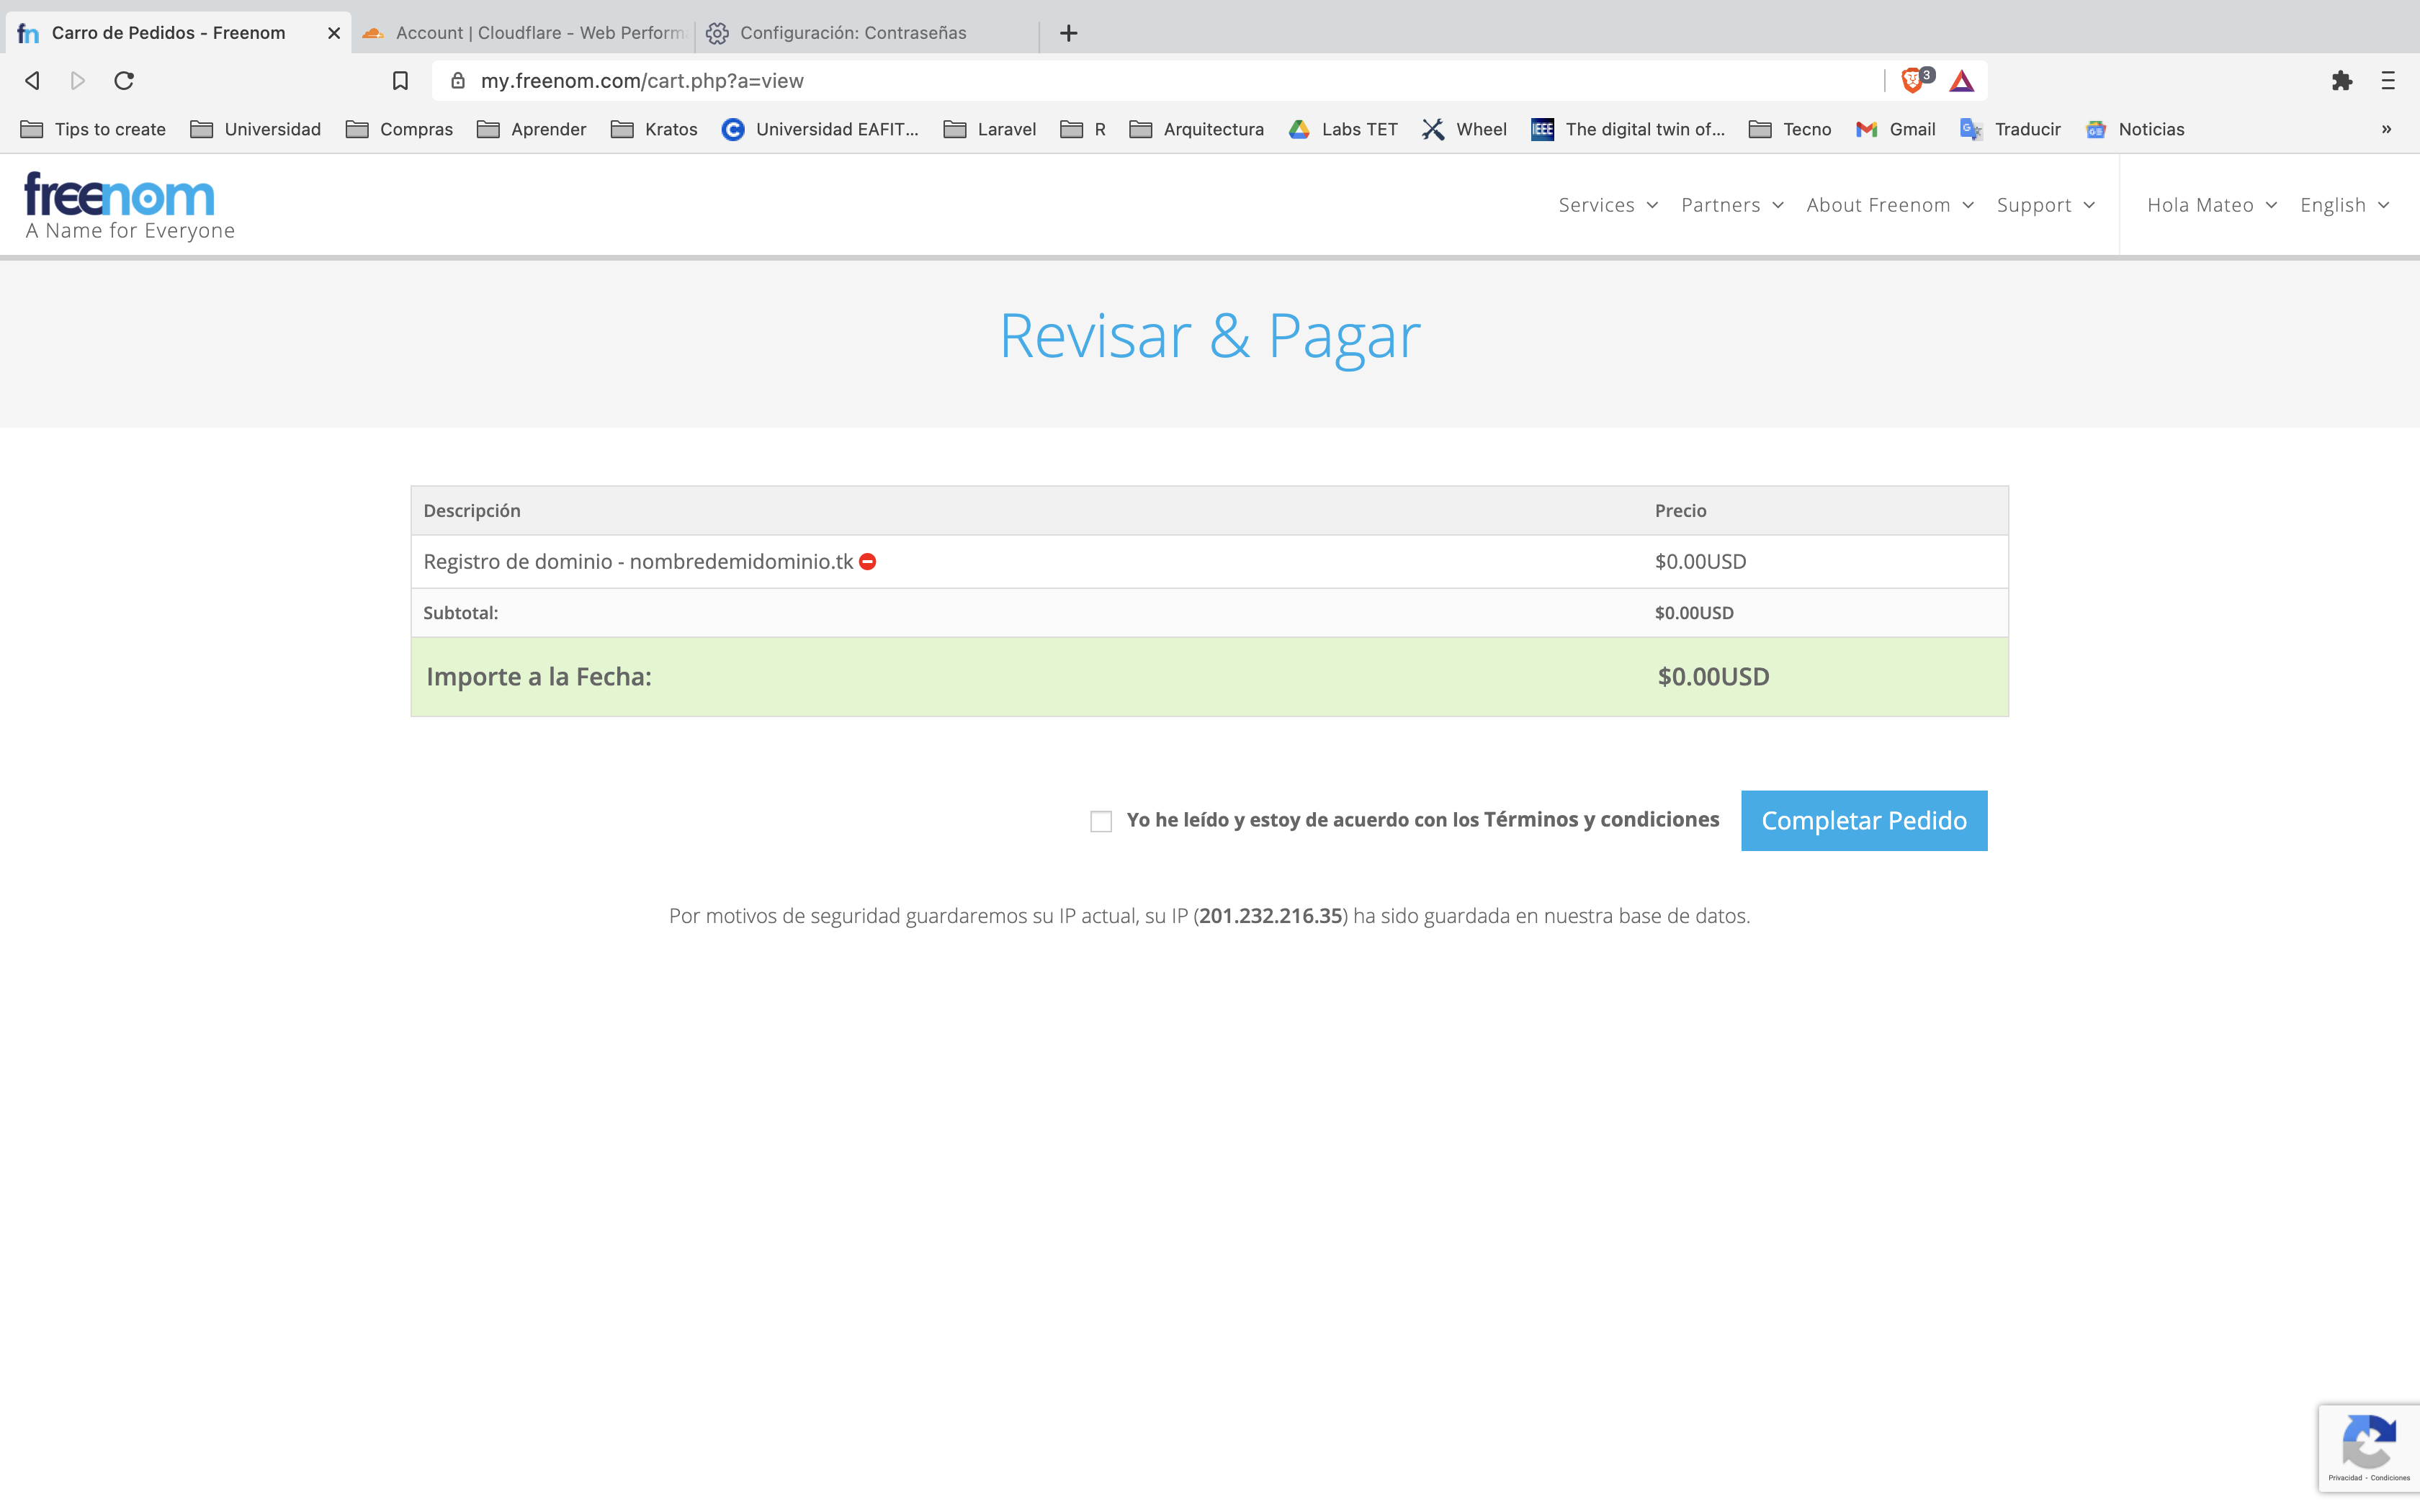 Carro de Pedidos - Freenom
Account | Cloudflare - Web Perform
Configuración: Contraseñas
my.freenom.com/cart.php?a=view
3
Tips to create
Universidad
Compras
Aprender
Kratos
Universidad EAFIT...
Laravel
R
Arquitectura
Labs TET
Wheel
IEEE
The digital twin of...
Tecno
Gmail
Traducir
Noticias
»
freenom
A Name for Everyone
Services
Partners
About Freenom
Support
Hola Mateo
English
Revisar & Pagar
Descripción
Precio
Registro de dominio - nombredemidominio.tk
$0.00USD
Subtotal:
$0.00USD
Importe a la Fecha:
$0.00USD
Yo he leído y estoy de acuerdo con los Términos y condiciones
Completar Pedido
Por motivos de seguridad guardaremos su IP actual, su IP (201.232.216.35) ha sido guardada en nuestra base de datos.
Privacidad - Condiciones